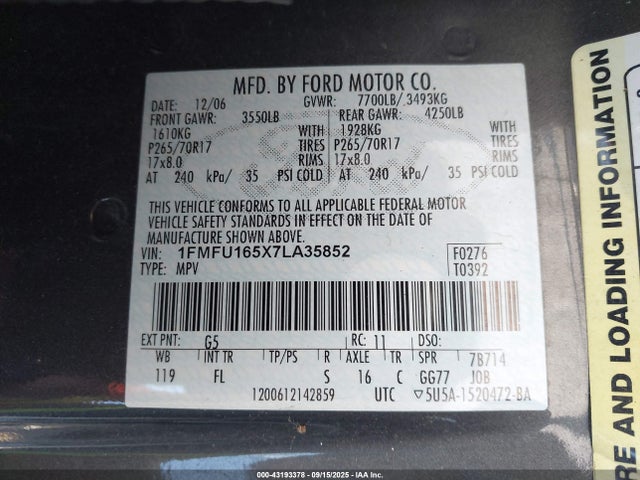 MFD. BY FORD MOTOR CO.
DATE: 12/06 GVWR: 7700LB/ 3493KG
FRONT GAWR: 3550LB REAR GAWR: 4250LB
1610KG WITH 1928KG WITH
P265/70R17 TIRES P265/70R17 TIRES
17x8.0 RIMS 17x8.0 RIMS
AT 240 kPa/ 35 PSI COLD AT 240 kPa/ 35 PSI COLD
THIS VEHICLE CONFORMS TO ALL APPLICABLE FEDERAL MOTOR
VEHICLE SAFETY STANDARDS IN EFFECT ON THE DATE OF
MANUFACTURE SHOWN ABOVE.
VIN: 1FMFU165X7LA35852 F0276
TYPE: MPV T0392
EXT PNT: G5 RC: 11 DSO:
WB INT TR TP/PS R AXLE TR SPR 7B714
119 FL S 16 C GG77 JOB
1200612142859 UTC ▽5U5A-1520472-BA
RE AND LOADING INFORMATION
000-43193378 - 09/15/2025 - IAA Inc.